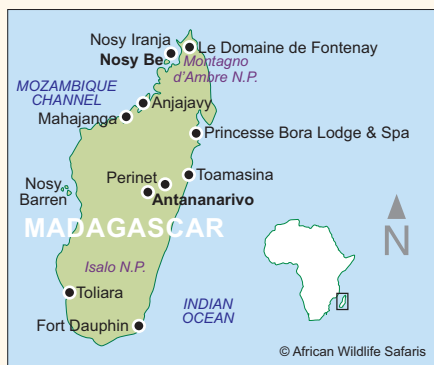 Nosy Iranja
Nosy Be
Le Domaine de Fontenay
Montagno
d'Ambre N.P.
MOZAMBIQUE
CHANNEL
Anjajavy
Mahajanga
Princesse Bora Lodge & Spa
Perinet
Toamasina
Nosy
Barren
Antananarivo
MADAGASCAR
N
Isalo N.P.
Toliara
INDIAN
OCEAN
Fort Dauphin
© African Wildlife Safaris